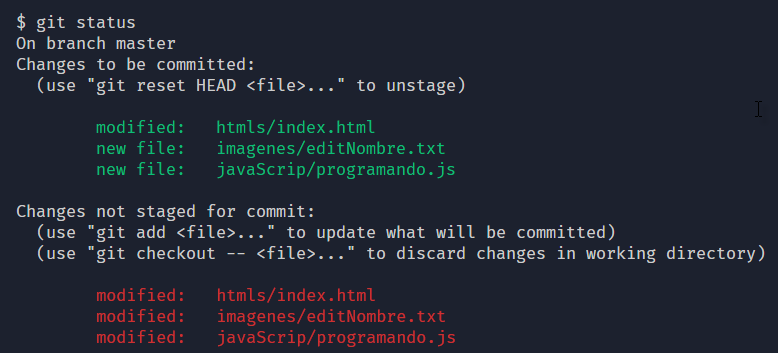 $ git status
On branch master
Changes to be committed:
  (use "git reset HEAD <file>..." to unstage)

        modified:   htmls/index.html
        new file:   imagenes/editNombre.txt
        new file:   javaScrip/programando.js

Changes not staged for commit:
  (use "git add <file>..." to update what will be committed)
  (use "git checkout -- <file>..." to discard changes in working directory)

        modified:   htmls/index.html
        modified:   imagenes/editNombre.txt
        modified:   javaScrip/programando.js